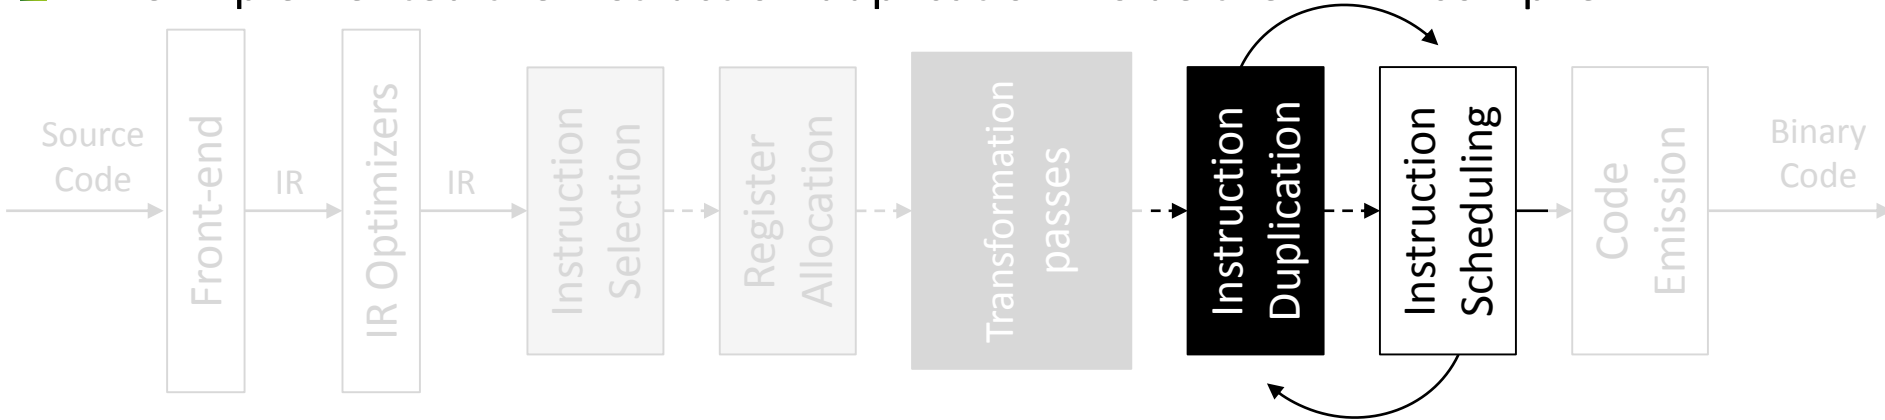 Source
Code
Front-end
IR
IR Optimizers
IR
Instruction
Selection
Register
Allocation
Transformation
passes
Instruction
Duplication
Instruction
Scheduling
Code
Emission
Binary
Code